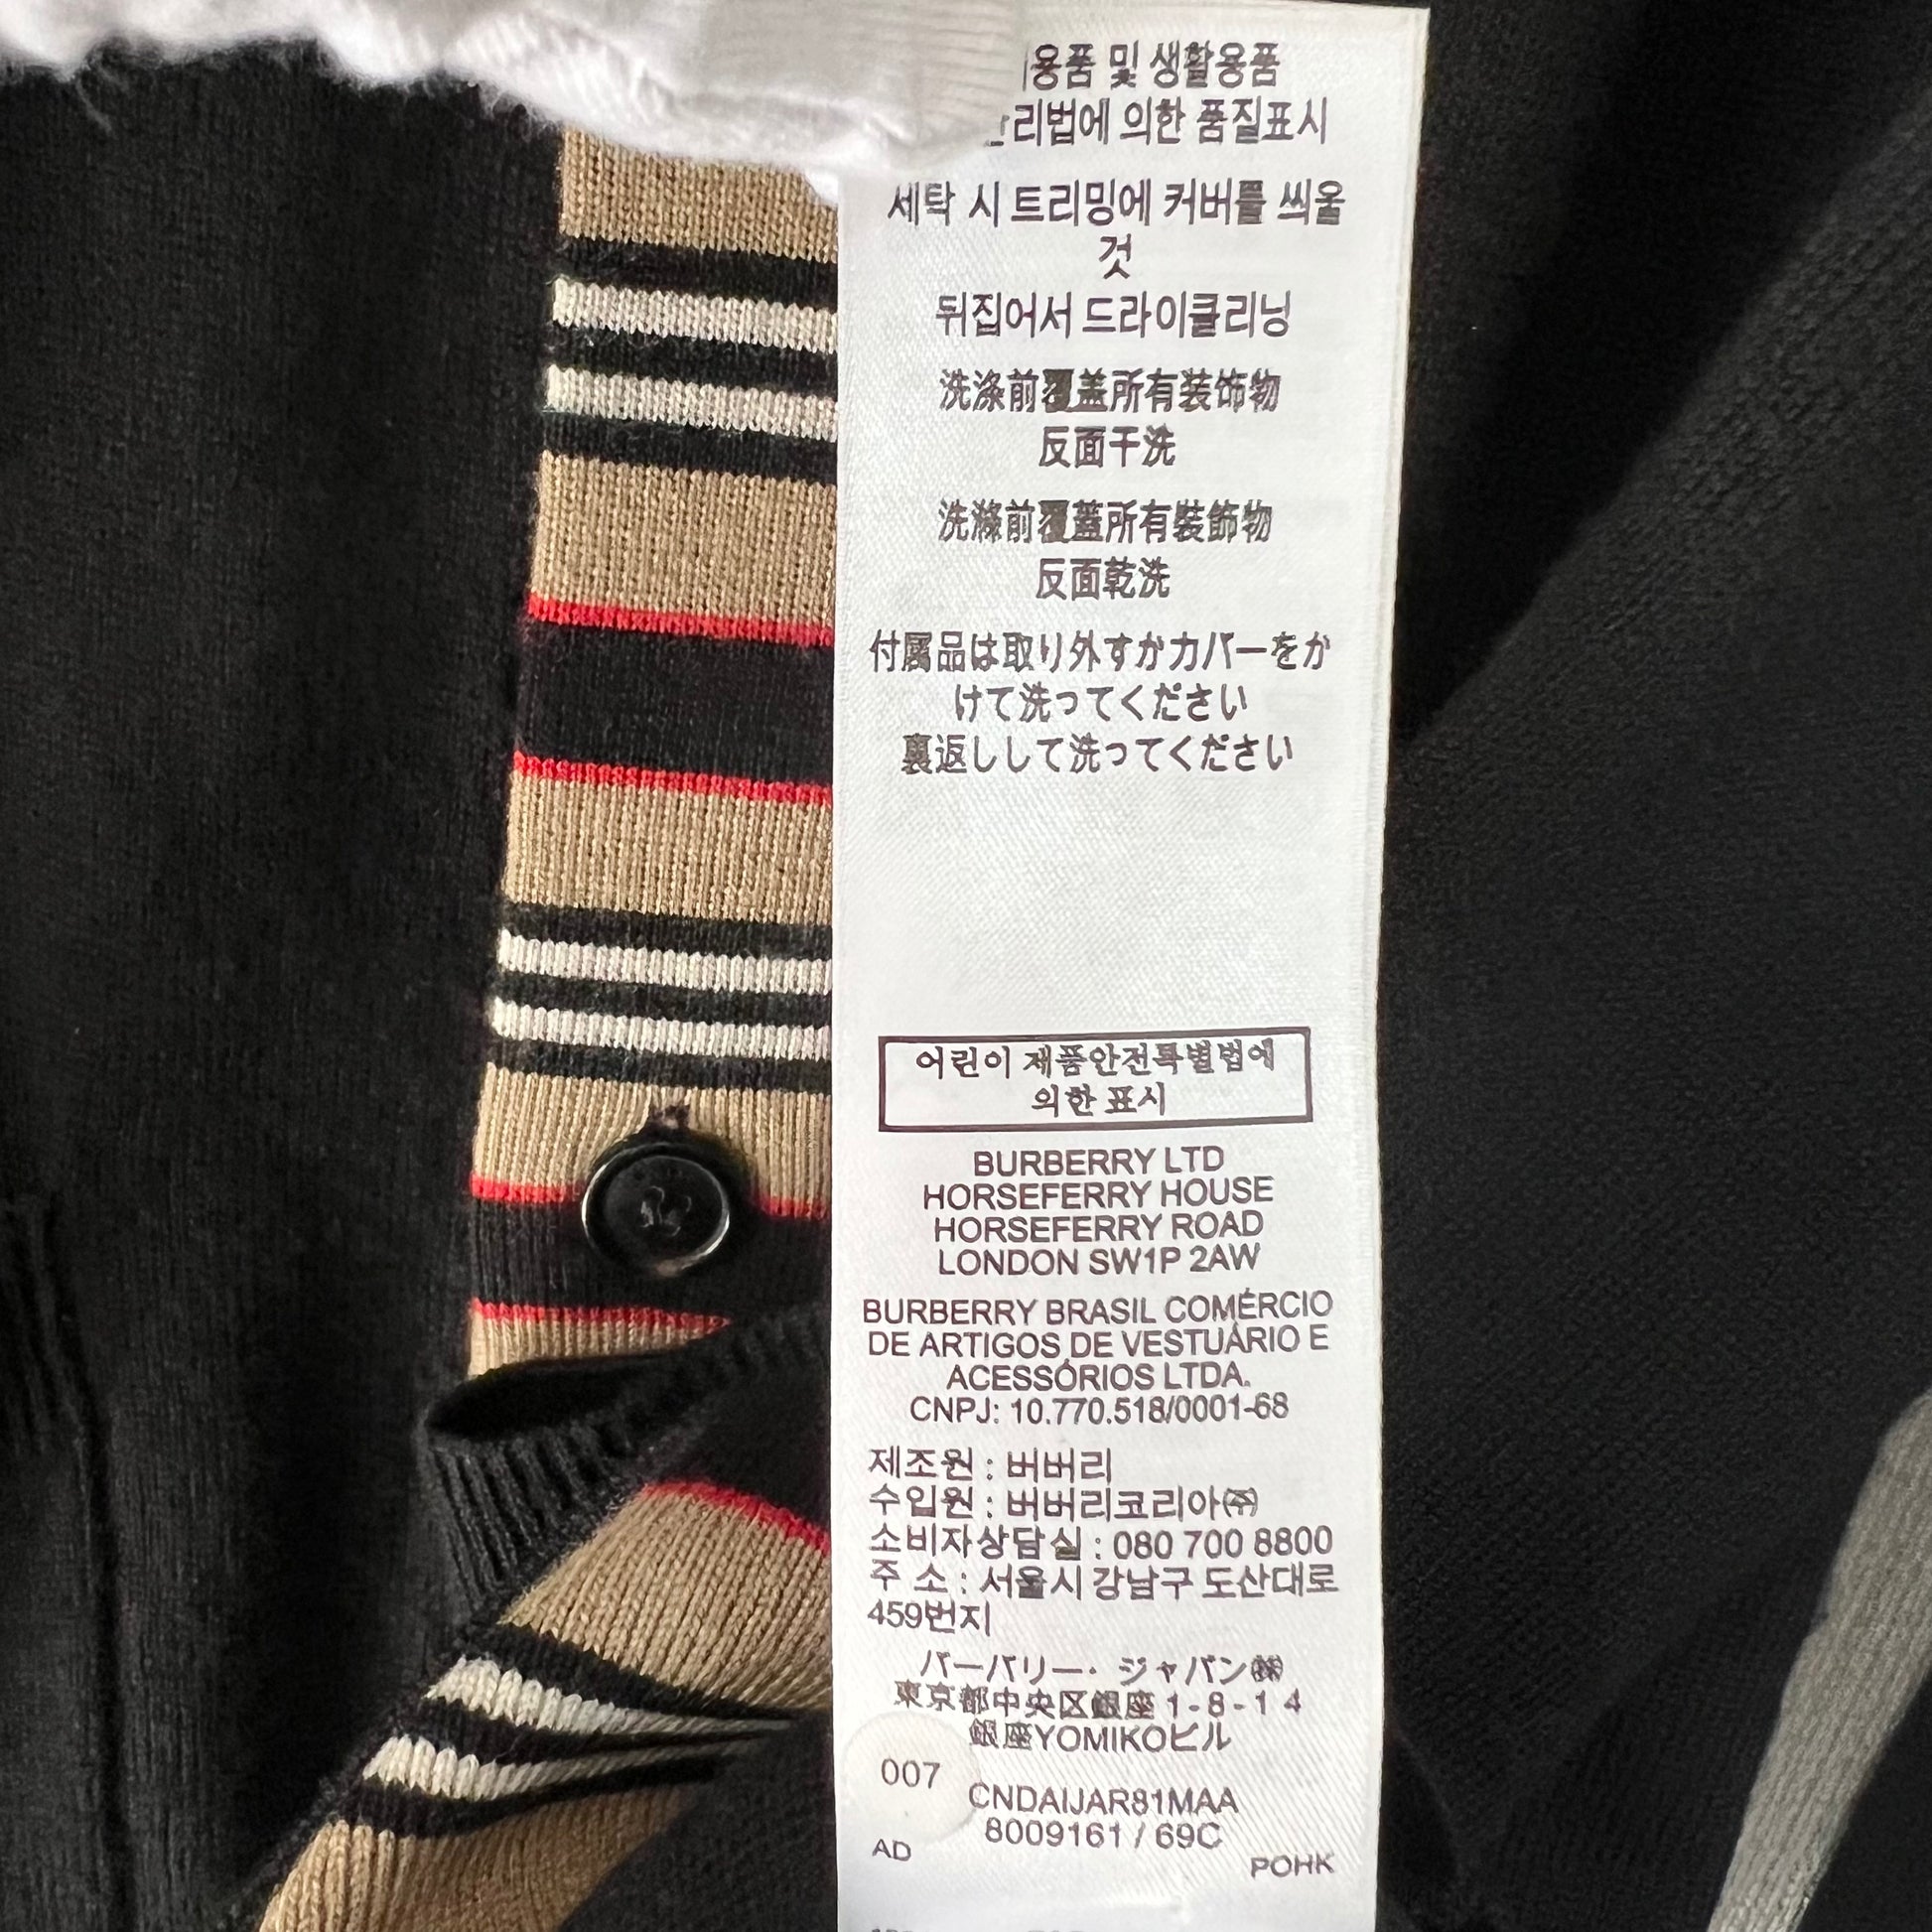 용품 및 생활용품
리법에 의한 품질표시
세탁 시 트리밍에 커버를 씌울
것
뒤집어서 드라이클리닝
洗涤前覆盖所有装饰物
反面干洗
洗滌前覆蓋所有裝飾物
反面乾洗
付属品は取り外すかカバーをか
けて洗ってください
裏返しして洗ってください
어린이 제품안전특별법에
의한 표시
BURBERRY LTD
HORSEFERRY HOUSE
HORSEFERRY ROAD
LONDON SW1P 2AW
BURBERRY BRASIL COMÉRCIO
DE ARTIGOS DE VESTUÁRIO E
ACESSÓRIOS LTDA.
CNPJ: 10.770.518/0001-68
제조원 : 버버리
수입원 : 버버리코리아㈜
소비자상담실 : 080 700 8800
주 소 : 서울시 강남구 도산대로
459번지
バーバリー・ジャパン㈱
東京都中央区銀座 1-8-1 4
銀座YOMIKOビル
007
CNDAIJAR81MAA
8009161 / 69C
AD
POHK